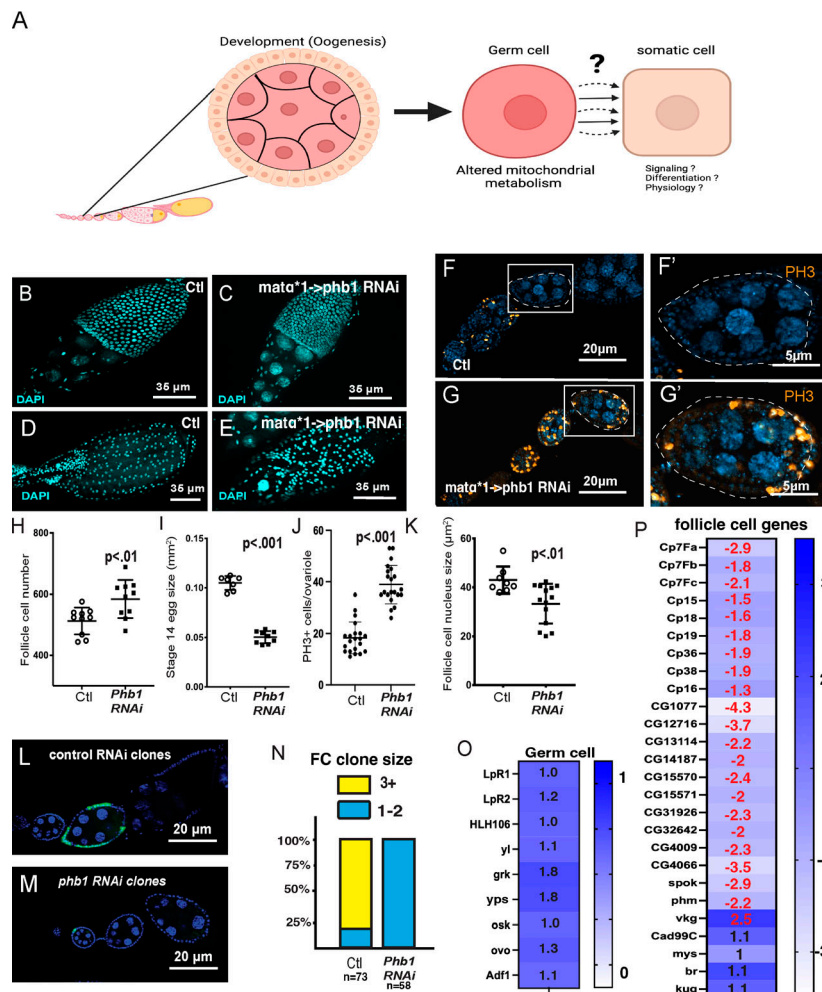 A
Development (Oogenesis)
Germ cell
somatic cell
?
Altered mitochondrial
metabolism
Signaling ?
Differentiation ?
Physiology ?
B
Ctl
DAPI
35 µm
C
matα*1->phb1 RNAi
DAPI
35 µm
D
Ctl
DAPI
35 µm
E
matα*1->phb1 RNAi
DAPI
35 µm
F
Ctl
20µm
F'
PH3
5µm
G
matα*1->phb1 RNAi
20µm
G'
PH3
5µm
H
Follicle cell number
p<.01
800
600
400
Ctl
Phb1
RNAi
I
Stage 14 egg size (mm²)
p<.001
0.15
0.10
0.05
0.00
Ctl
Phb1
RNAi
J
PH3+ cells/ovariole
p<.001
60
40
20
0
Ctl
Phb1
RNAi
K
Follicle cell nucleus size (µm²)
p<.01
60
40
20
0
Ctl
Phb1
RNAi
L
control RNAi clones
20 µm
M
phb1 RNAi clones
20 µm
N
FC clone size
3+
1-2
100%
75%
50%
25%
Ctl
n=73
Phb1
RNAi
n=58
O
Germ cell
LpR1 1.0
LpR2 1.2
HLH106 1.0
yl 1.1
grk 1.8
yps 1.8
osk 1.0
ovo 1.3
Adf1 1.1
1
0
P
follicle cell genes
Cp7Fa -2.9
Cp7Fb -1.8
Cp7Fc -2.1
Cp15 -1.5
Cp18 -1.6
Cp19 -1.8
Cp36 -1.9
Cp38 -1.9
Cp16 -1.3
CG1077 -4.3
CG12716 -3.7
CG13114 -2.2
CG14187 -2
CG15570 -2.4
CG15571 -2
CG31926 -2.3
CG32642 -2
CG4009 -2.3
CG4066 -3.5
spok -2.9
phm -2.2
vkg 2.5
Cad99C 1.1
mys 1
br 1.1
kug 1.1
2